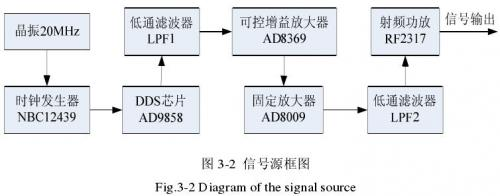 晶振20MHz
时钟发生器
NBC12439
DDS芯片
AD9858
低通滤波器
LPF1
可控增益放大器
AD8369
固定放大器
AD8009
低通滤波器
LPF2
射频功放
RF2317
信号输出
图 3-2 信号源框图
Fig.3-2 Diagram of the signal source